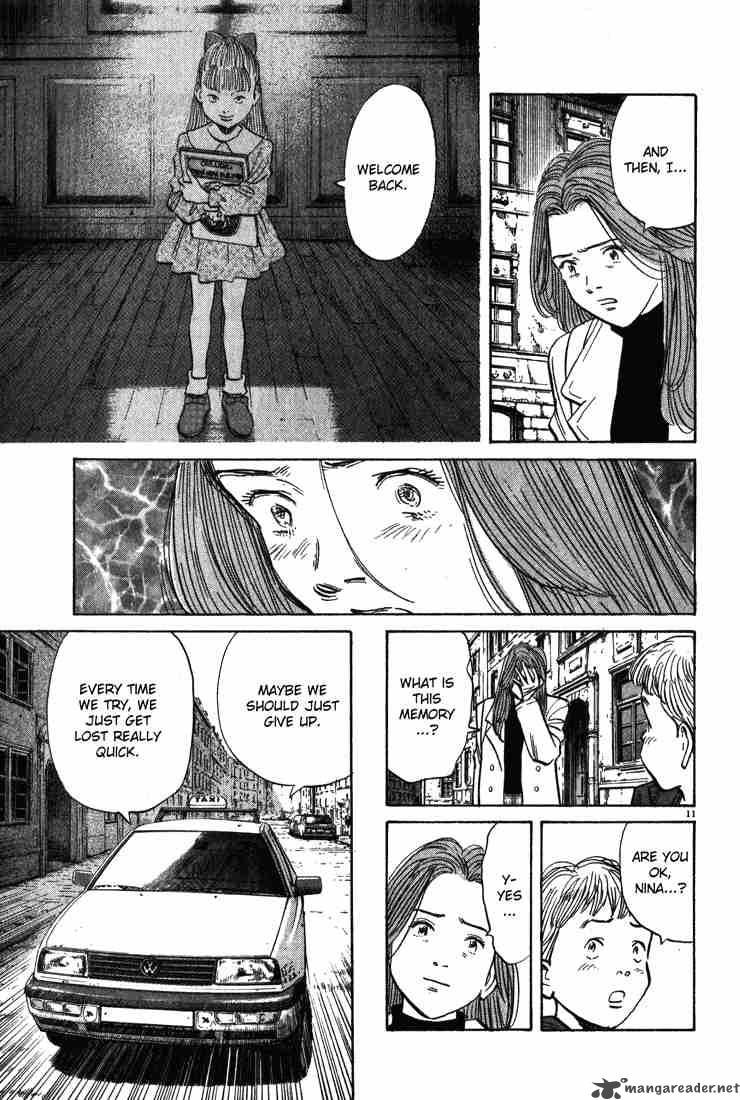 AND
THEN, I...
WELCOME
BACK.
WHAT IS
THIS
MEMORY
...?
11
ARE YOU
OK,
NINA...?
Y-
YES
...
MAYBE WE
SHOULD JUST
GIVE UP.
EVERY TIME
WE TRY, WE
JUST GET
LOST REALLY
QUICK.
TAXI
mangareader.net